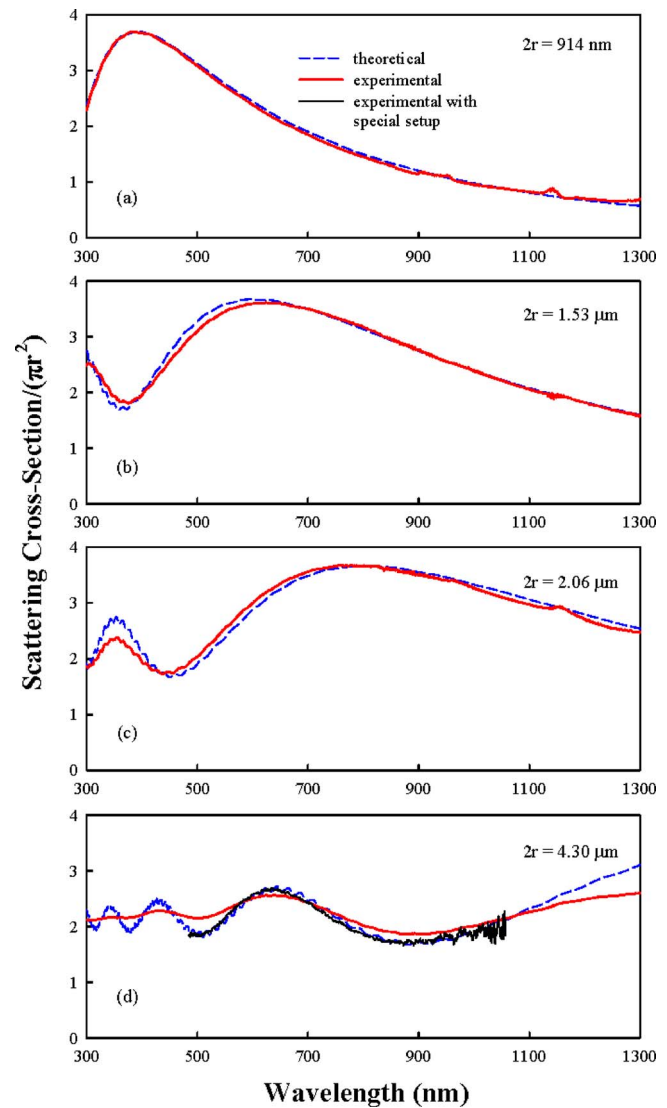 4
3
2
1
0
2r = 914 nm
theoretical
experimental
experimental with
special setup
(a)
300 500 700 900 1100 1300
4
3
2
1
0
2r = 1.53 μm
(b)
300 500 700 900 1100 1300
4
3
2
1
0
2r = 2.06 μm
(c)
300 500 700 900 1100 1300
4
3
2
1
0
2r = 4.30 μm
(d)
300 500 700 900 1100 1300
Scattering Cross-Section/(πr²)
Wavelength (nm)